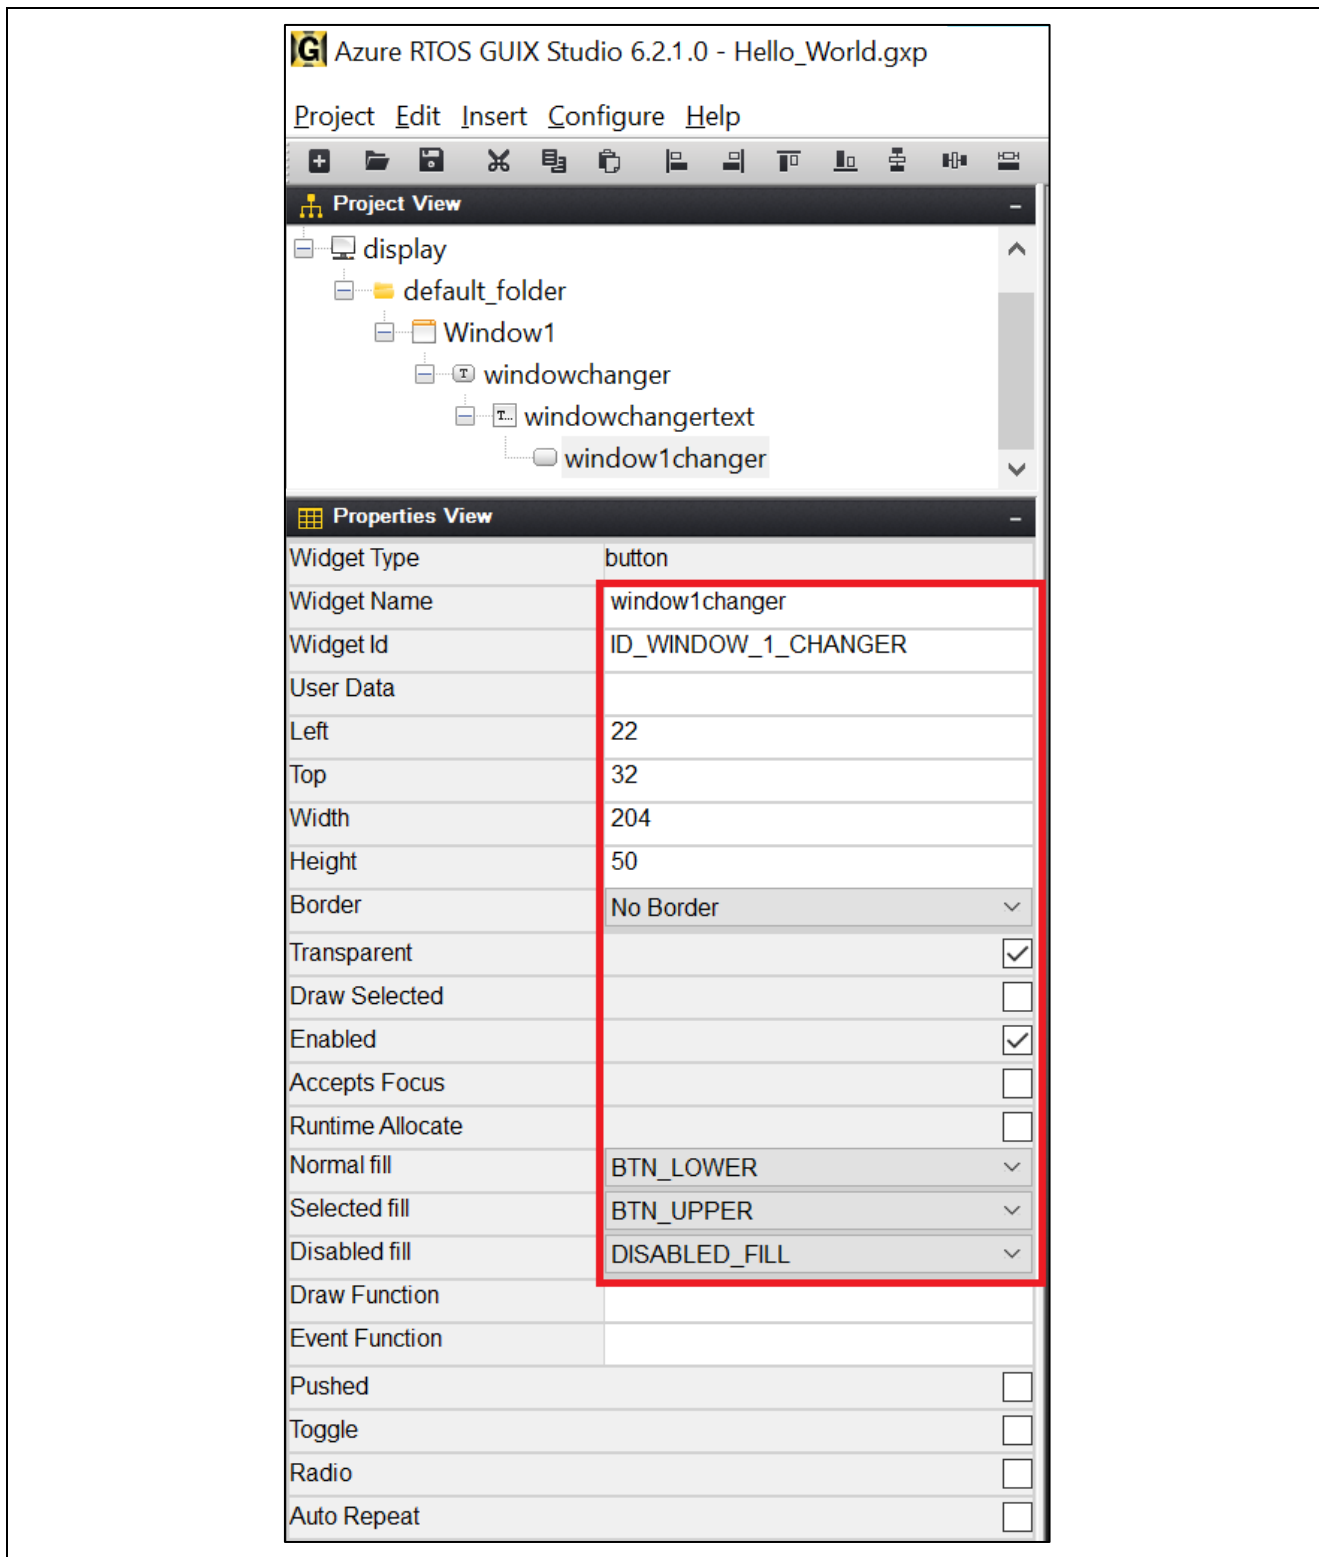 Azure RTOS GUIX Studio 6.2.1.0 - Hello_World.gxp
Project Edit Insert Configure Help
Project View
display
default_folder
Window1
windowchanger
windowchangertext
window1changer
Properties View
Widget Type button
Widget Name window1changer
Widget Id ID_WINDOW_1_CHANGER
User Data
Left 22
Top 32
Width 204
Height 50
Border No Border
Transparent
Draw Selected
Enabled
Accepts Focus
Runtime Allocate
Normal fill BTN_LOWER
Selected fill BTN_UPPER
Disabled fill DISABLED_FILL
Draw Function
Event Function
Pushed
Toggle
Radio
Auto Repeat